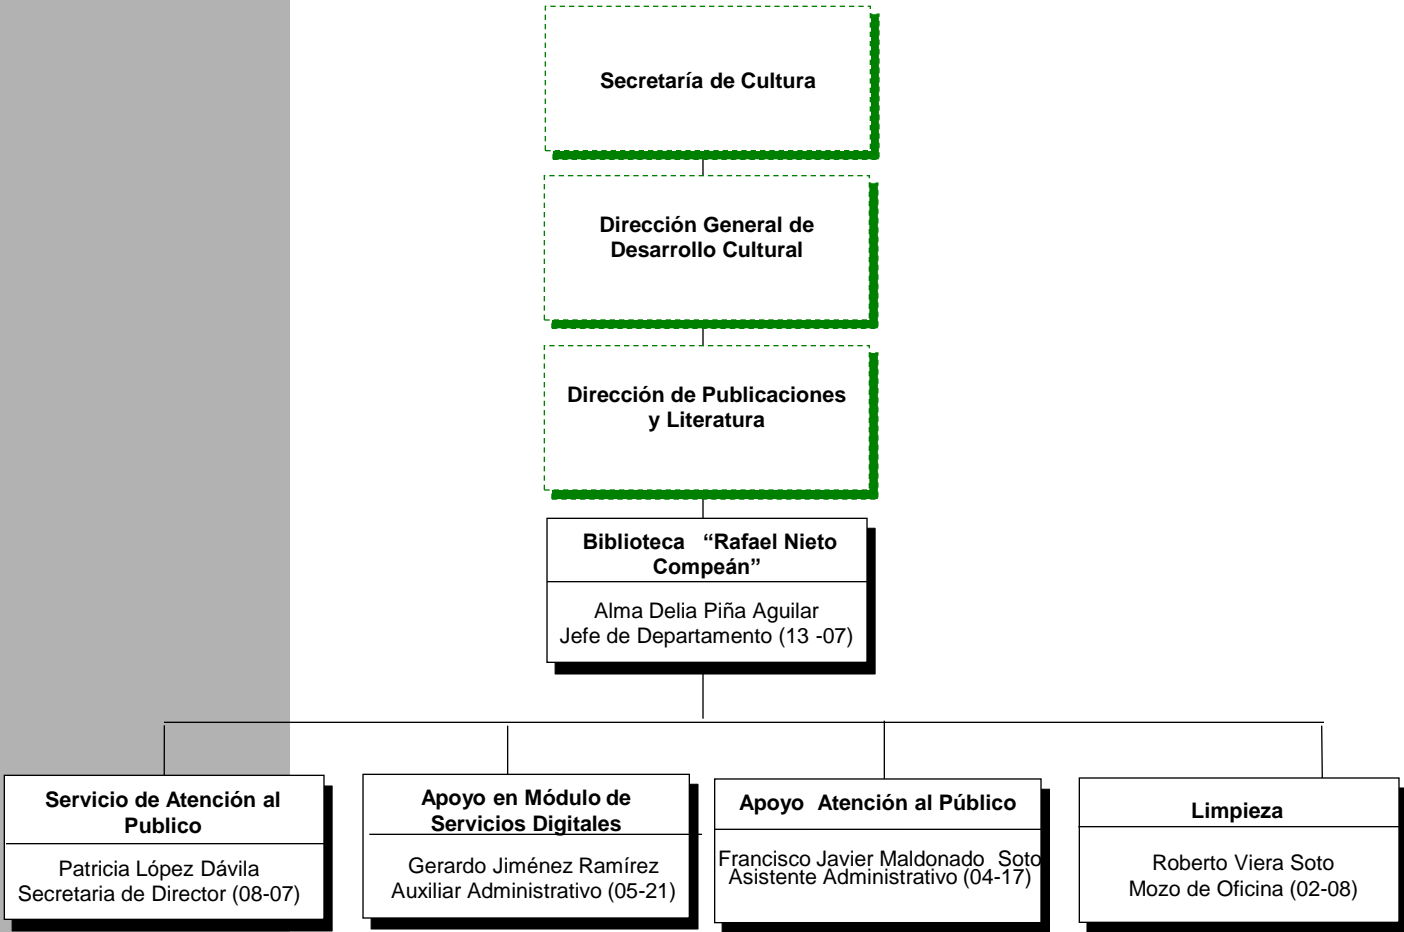 Secretaría de Cultura
Dirección General de
Desarrollo Cultural
Dirección de Publicaciones
y Literatura
Biblioteca “Rafael Nieto
Compeán”
Alma Delia Piña Aguilar
Jefe de Departamento (13 -07)
Servicio de Atención al
Publico
Patricia López Dávila
Secretaria de Director (08-07)
Apoyo en Módulo de
Servicios Digitales
Gerardo Jiménez Ramírez
Auxiliar Administrativo (05-21)
Apoyo Atención al Público
Francisco Javier Maldonado Soto
Asistente Administrativo (04-17)
Limpieza
Roberto Viera Soto
Mozo de Oficina (02-08)